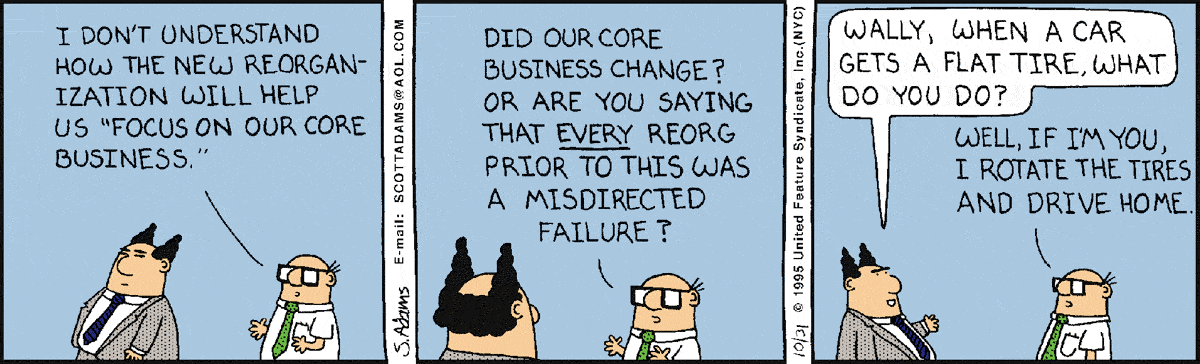 I DON'T UNDERSTAND
HOW THE NEW REORGAN-
IZATION WILL HELP
US "FOCUS ON OUR CORE
BUSINESS."
S. Adams E-mail: SCOTTADAMS@AOL.COM
DID OUR CORE
BUSINESS CHANGE?
OR ARE YOU SAYING
THAT EVERY REORG
PRIOR TO THIS WAS
A MISDIRECTED
FAILURE?
10/21 © 1995 United Feature Syndicate, Inc.(NYC)
WALLY, WHEN A CAR
GETS A FLAT TIRE, WHAT
DO YOU DO?
WELL, IF I'M YOU,
I ROTATE THE TIRES
AND DRIVE HOME.